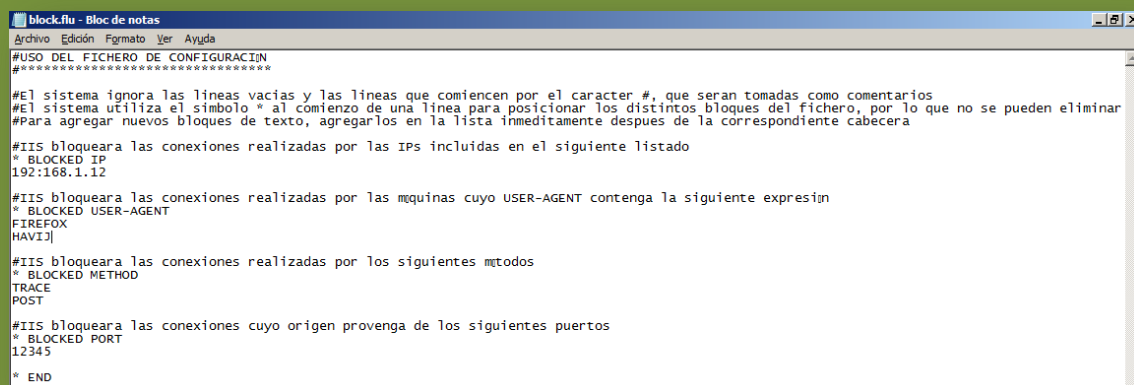 block.flu - Bloc de notas
Archivo Edición Formato Ver Ayuda
#USO DEL FICHERO DE CONFIGURACI▯N
#********************************
#El sistema ignora las lineas vacias y las lineas que comiencen por el caracter #, que seran tomadas como comentarios
#El sistema utiliza el simbolo * al comienzo de una linea para posicionar los distintos bloques del fichero, por lo que no se pueden eliminar
#Para agregar nuevos bloques de texto, agregarlos en la lista inmeditamente despues de la correspondiente cabecera
#IIS bloqueara las conexiones realizadas por las IPs incluidas en el siguiente listado
* BLOCKED IP
192:168.1.12
#IIS bloqueara las conexiones realizadas por las m▯quinas cuyo USER-AGENT contenga la siguiente expresi▯n
* BLOCKED USER-AGENT
FIREFOX
HAVIJ
#IIS bloqueara las conexiones realizadas por los siguientes m▯todos
* BLOCKED METHOD
TRACE
POST
#IIS bloqueara las conexiones cuyo origen provenga de los siguientes puertos
* BLOCKED PORT
12345
* END